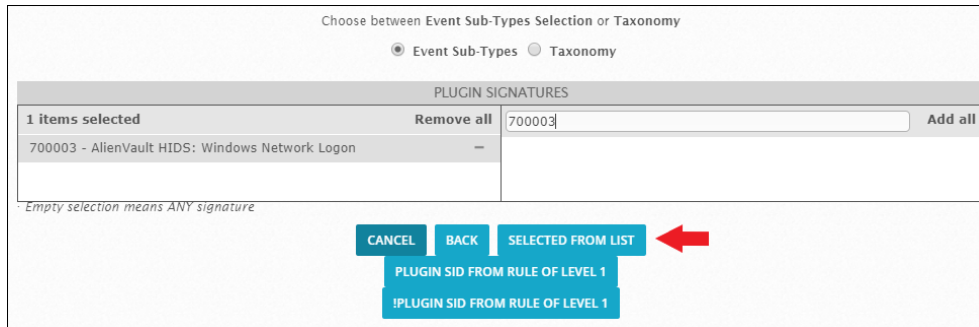 Choose between Event Sub-Types Selection or Taxonomy
Event Sub-Types Taxonomy
PLUGIN SIGNATURES
1 items selected Remove all 700003 Add all
700003 - AlienVault HIDS: Windows Network Logon −
· Empty selection means ANY signature
CANCEL BACK SELECTED FROM LIST
PLUGIN SID FROM RULE OF LEVEL 1
!PLUGIN SID FROM RULE OF LEVEL 1